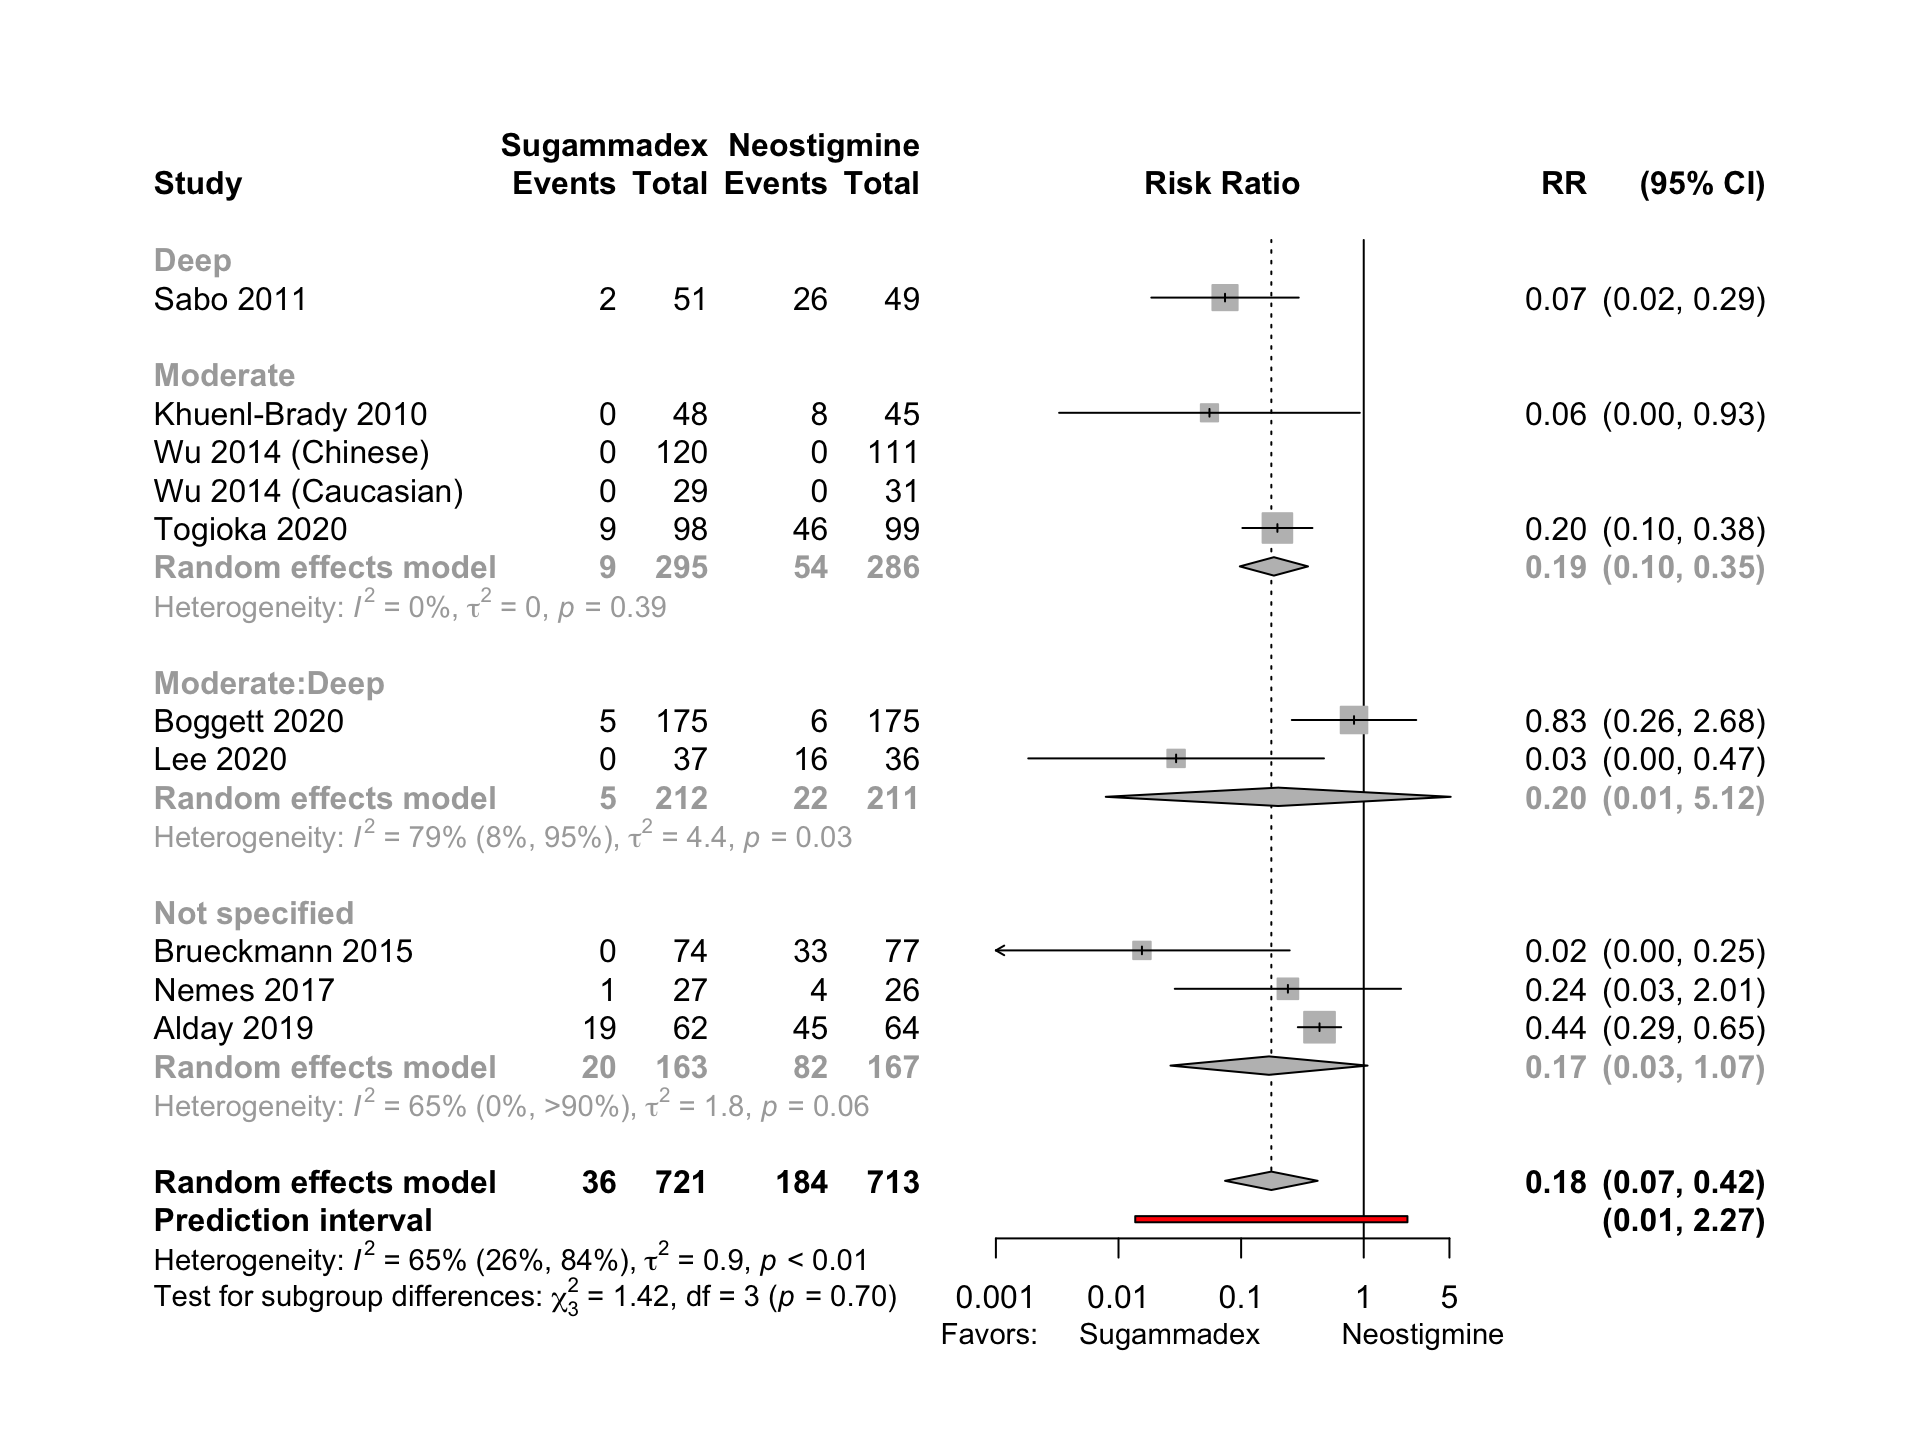 Sugammadex Neostigmine
Study Events Total Events Total Risk Ratio RR (95% CI)
Deep
Sabo 2011 2 51 26 49 0.07 (0.02, 0.29)
Moderate
Khuenl-Brady 2010 0 48 8 45 0.06 (0.00, 0.93)
Wu 2014 (Chinese) 0 120 0 111
Wu 2014 (Caucasian) 0 29 0 31
Togioka 2020 9 98 46 99 0.20 (0.10, 0.38)
Random effects model 9 295 54 286 0.19 (0.10, 0.35)
Heterogeneity: I² = 0%, τ² = 0, p = 0.39
Moderate:Deep
Boggett 2020 5 175 6 175 0.83 (0.26, 2.68)
Lee 2020 0 37 16 36 0.03 (0.00, 0.47)
Random effects model 5 212 22 211 0.20 (0.01, 5.12)
Heterogeneity: I² = 79% (8%, 95%), τ² = 4.4, p = 0.03
Not specified
Brueckmann 2015 0 74 33 77 0.02 (0.00, 0.25)
Nemes 2017 1 27 4 26 0.24 (0.03, 2.01)
Alday 2019 19 62 45 64 0.44 (0.29, 0.65)
Random effects model 20 163 82 167 0.17 (0.03, 1.07)
Heterogeneity: I² = 65% (0%, >90%), τ² = 1.8, p = 0.06
Random effects model 36 721 184 713 0.18 (0.07, 0.42)
Prediction interval (0.01, 2.27)
Heterogeneity: I² = 65% (26%, 84%), τ² = 0.9, p < 0.01
Test for subgroup differences: χ²₃ = 1.42, df = 3 (p = 0.70)
0.001 0.01 0.1 1 5
Favors: Sugammadex Neostigmine